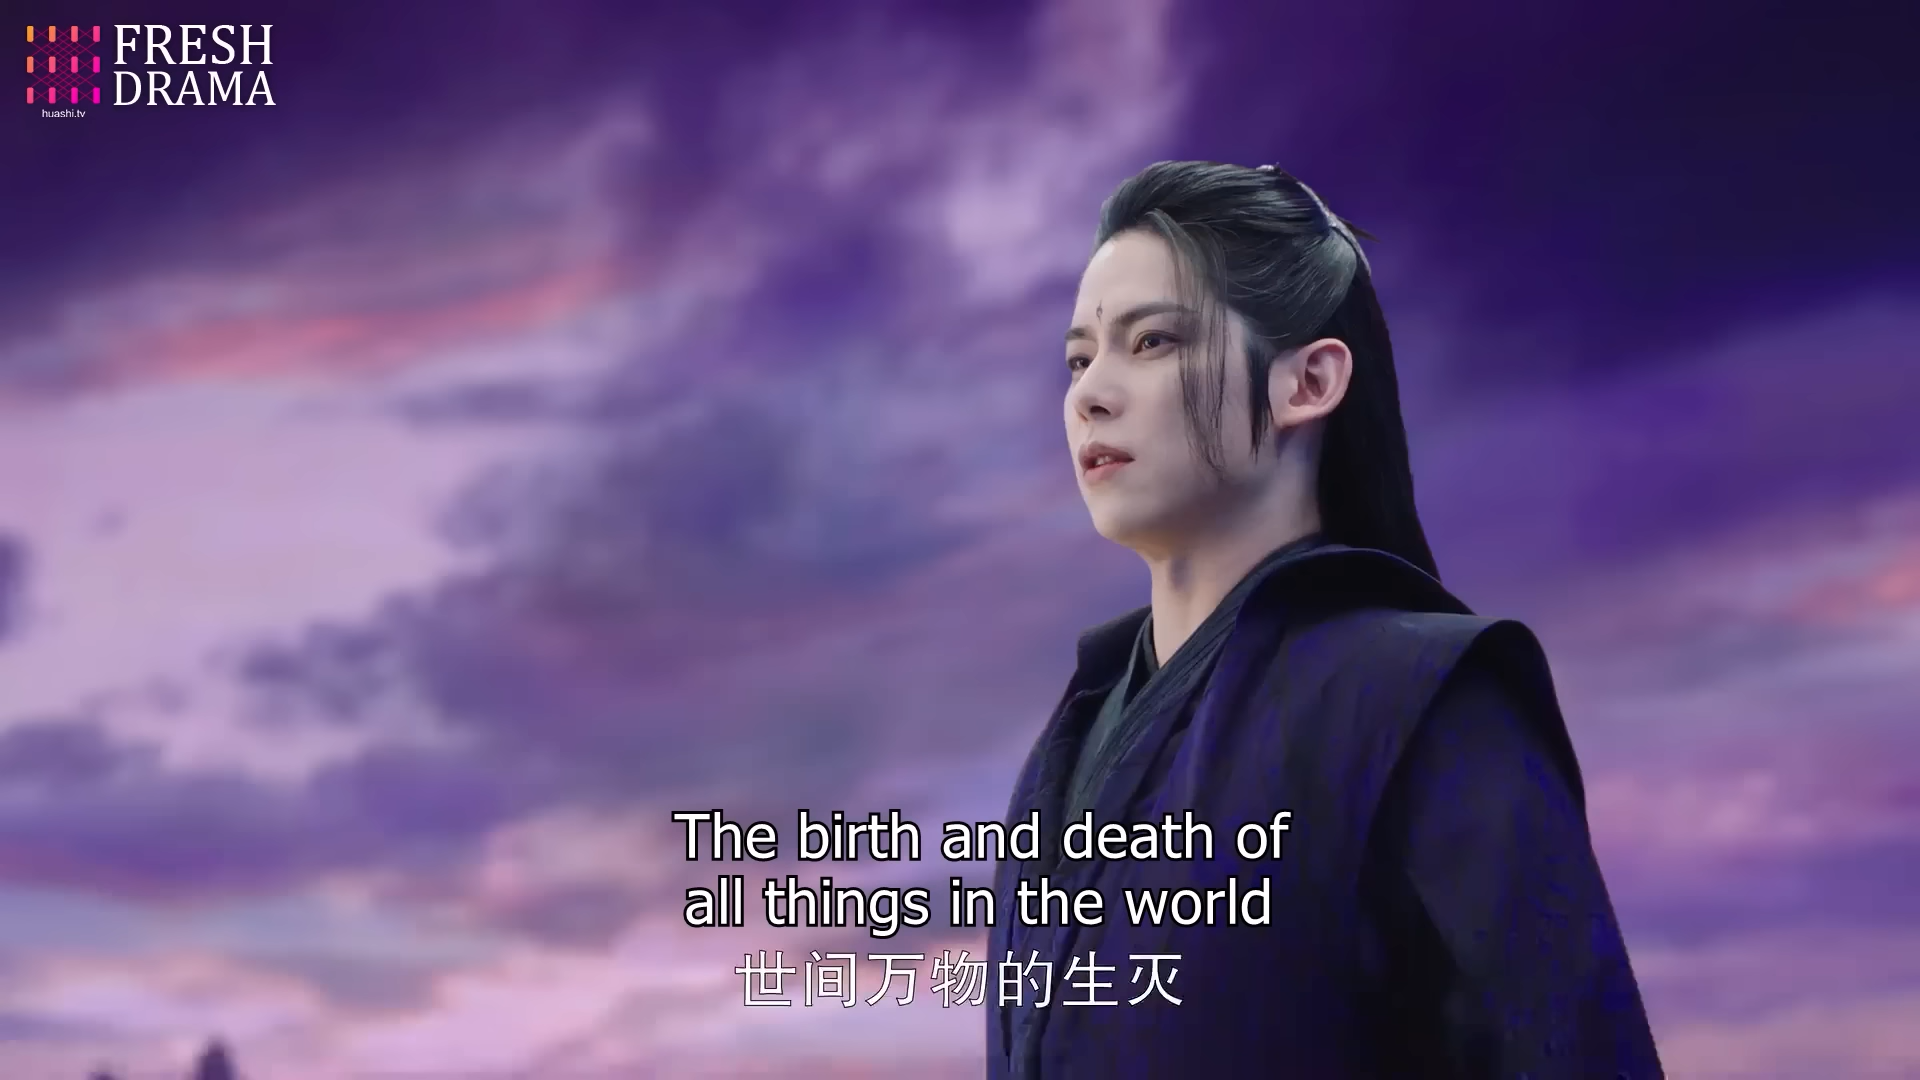 FRESH
DRAMA
huashi.tv
The birth and death of
all things in the world
世间万物的生灭